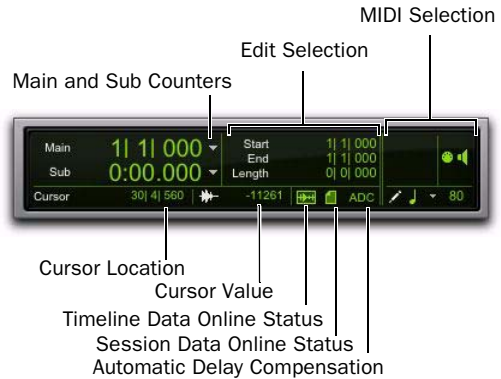 MIDI Selection
Edit Selection
Main and Sub Counters
Main 1| 1| 000
Sub 0:00.000
Start 1| 1| 000
End 1| 1| 000
Length 0| 0| 000
Cursor 30| 4| 560 -11261 ADC 80
Cursor Location
Cursor Value
Timeline Data Online Status
Session Data Online Status
Automatic Delay Compensation